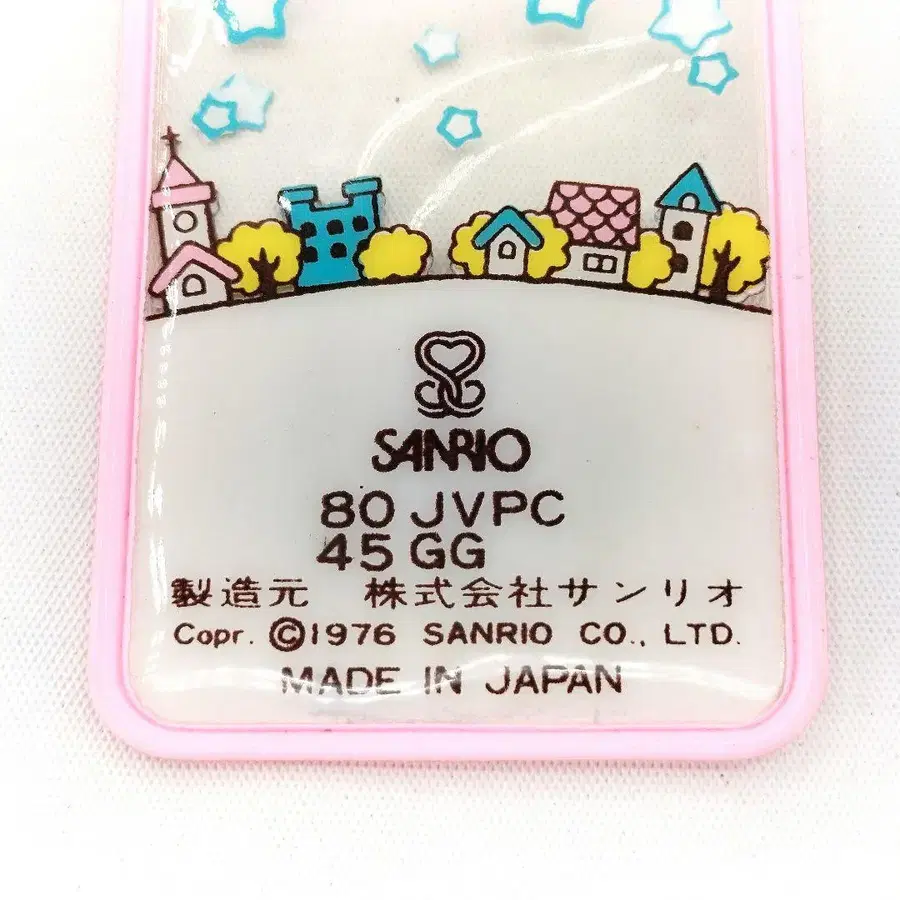 SANRIO
80 JVPC
45 GG
製造元 株式会社サンリオ
Copr. ©1976 SANRIO CO., LTD.
MADE IN JAPAN